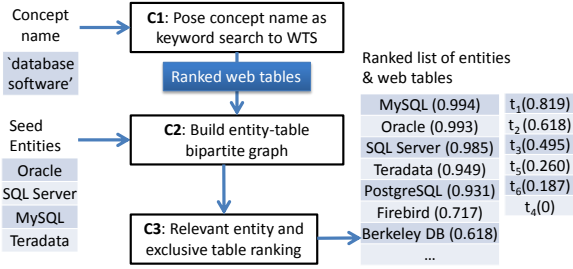 Concept
name
'database
software'
C1: Pose concept name as
keyword search to WTS
Ranked web tables
Seed
Entities
Oracle
SQL Server
MySQL
Teradata
C2: Build entity-table
bipartite graph
C3: Relevant entity and
exclusive table ranking
Ranked list of entities
& web tables
MySQL (0.994)
Oracle (0.993)
SQL Server (0.985)
Teradata (0.949)
PostgreSQL (0.931)
Firebird (0.717)
Berkeley DB (0.618)
...
t1(0.819)
t2(0.618)
t3(0.495)
t5(0.260)
t6(0.187)
t4(0)